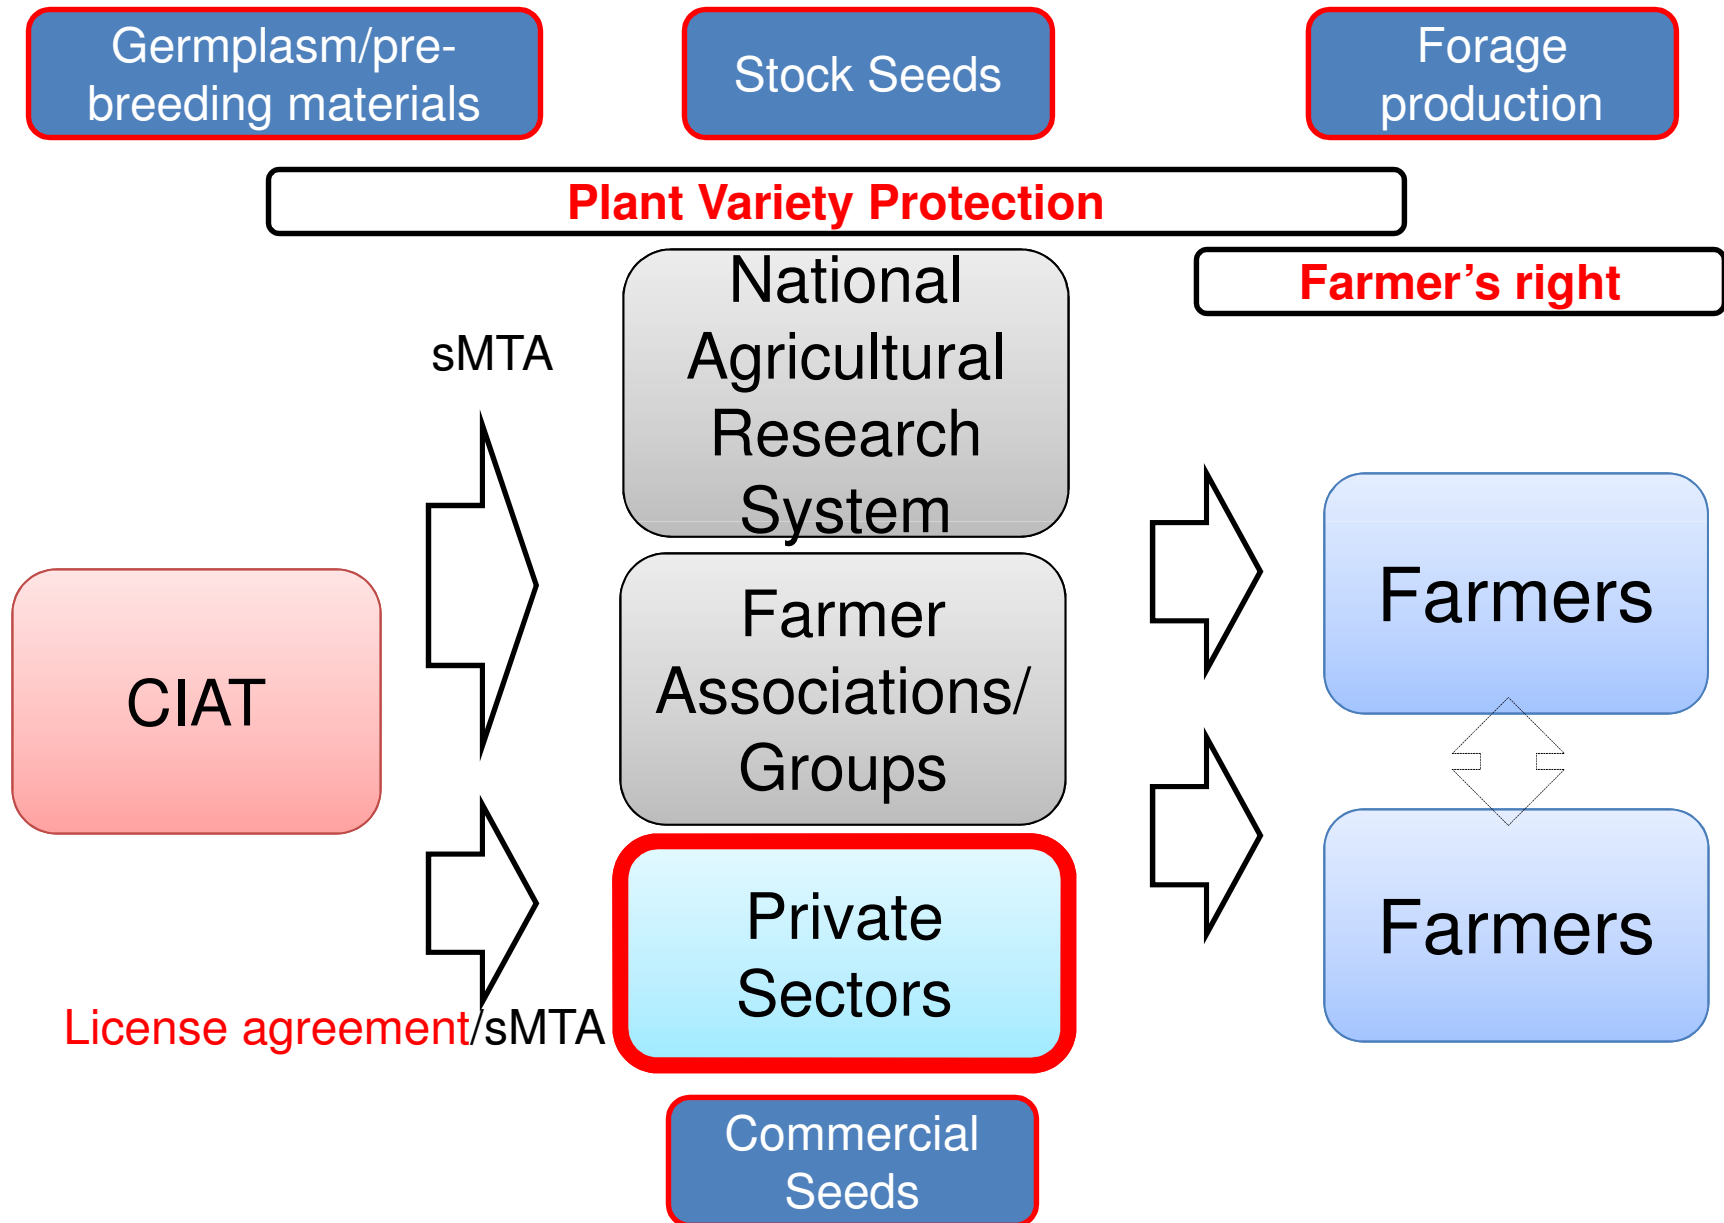 Germplasm/pre-
breeding materials
Stock Seeds
Forage
production
Plant Variety Protection
Farmer’s right
sMTA
National
Agricultural
Research
System
Farmer
Associations/
Groups
CIAT
Farmers
Farmers
Private
Sectors
License agreement/sMTA
Commercial
Seeds